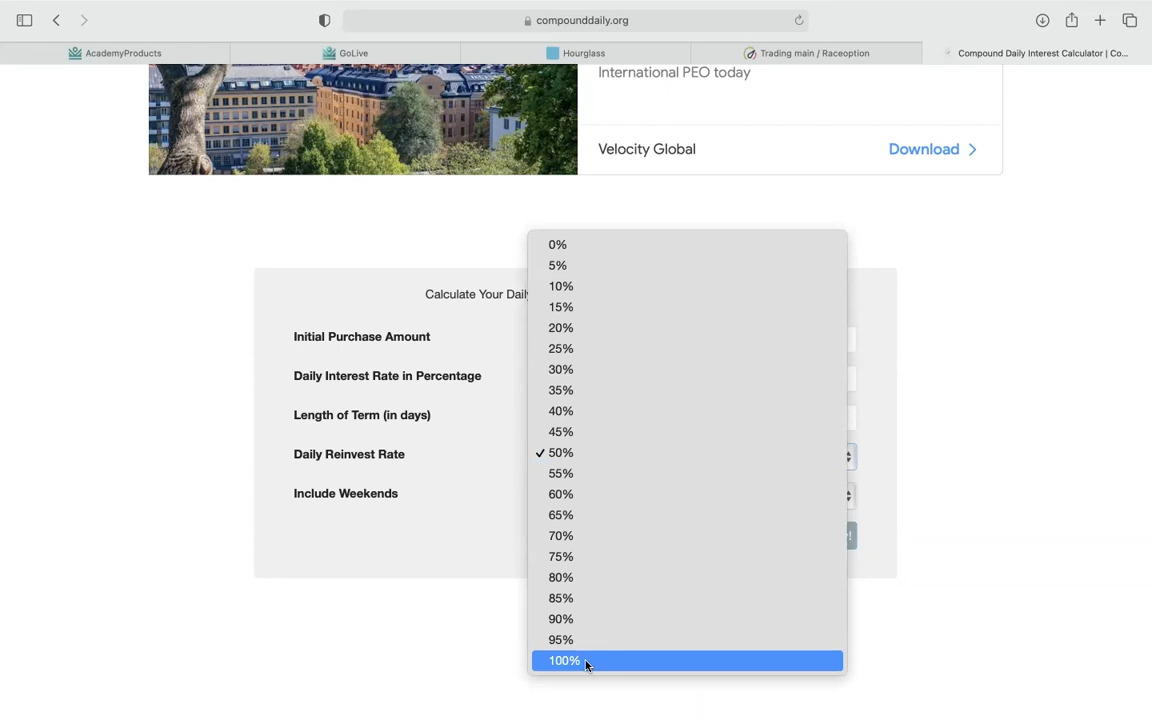 compounddaily.org
AcademyProducts
GoLive
Hourglass
Trading main / Raceoption
Compound Daily Interest Calculator | Co...
International PEO today
Velocity Global
Download
Calculate Your Daily
Initial Purchase Amount
Daily Interest Rate in Percentage
Length of Term (in days)
Daily Reinvest Rate
Include Weekends
0%
5%
10%
15%
20%
25%
30%
35%
40%
45%
✓ 50%
55%
60%
65%
70%
75%
80%
85%
90%
95%
100%